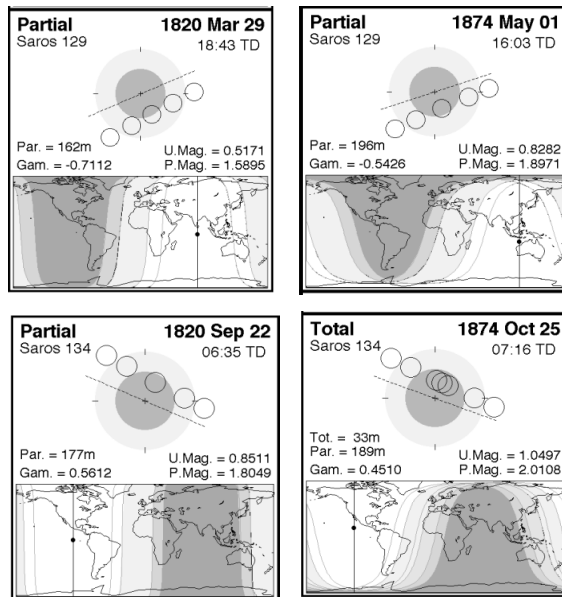 Partial 1820 Mar 29
Saros 129 18:43 TD
Par. = 162m U.Mag. = 0.5171
Gam. = -0.7112 P.Mag. = 1.5895
Partial 1874 May 01
Saros 129 16:03 TD
Par. = 196m U.Mag. = 0.8282
Gam. = -0.5426 P.Mag. = 1.8971
Partial 1820 Sep 22
Saros 134 06:35 TD
Par. = 177m U.Mag. = 0.8511
Gam. = 0.5612 P.Mag. = 1.8049
Total 1874 Oct 25
Saros 134 07:16 TD
Tot. = 33m
Par. = 189m U.Mag. = 1.0497
Gam. = 0.4510 P.Mag. = 2.0108